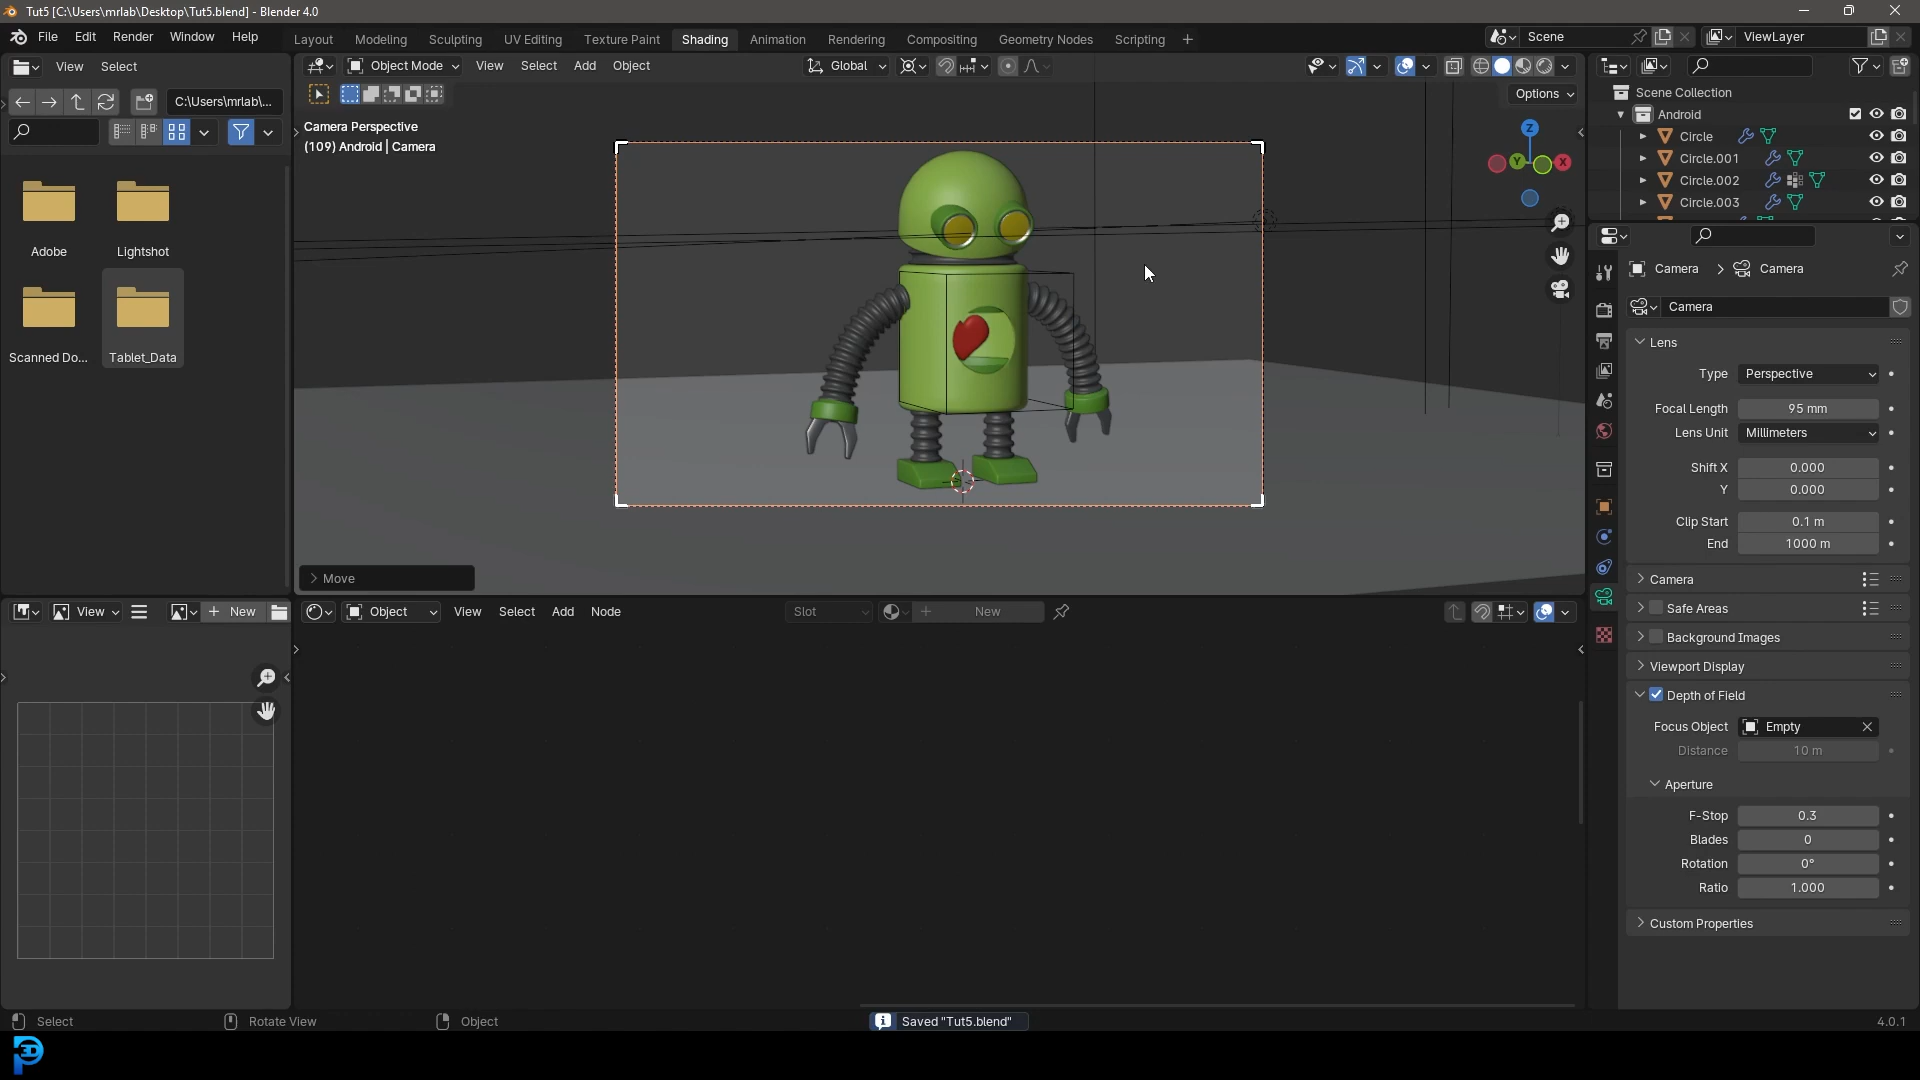 Tut5 [C:\Users\mrlab\Desktop\Tut5.blend] - Blender 4.0
File Edit Render Window Help
Layout Modeling Sculpting UV Editing Texture Paint Shading Animation Rendering Compositing Geometry Nodes Scripting
Scene
ViewLayer
View Select
C:\Users\mrlab\...
Adobe
Lightshot
Scanned Do...
Tablet_Data
Object Mode View Select Add Object
Global
Options
Camera Perspective
(109) Android | Camera
Z
Y
X
Move
Scene Collection
Android
Circle
Circle.001
Circle.002
Circle.003
Camera > Camera
Camera
Lens
Type Perspective
Focal Length 95 mm
Lens Unit Millimeters
Shift X 0.000
Y 0.000
Clip Start 0.1 m
End 1000 m
Camera
Safe Areas
Background Images
Viewport Display
Depth of Field
Focus Object Empty
Distance 10 m
Aperture
F-Stop 0.3
Blades 0
Rotation 0°
Ratio 1.000
Custom Properties
View
New
Object View Select Add Node
Slot
New
Select
Rotate View
Object
Saved "Tut5.blend"
4.0.1